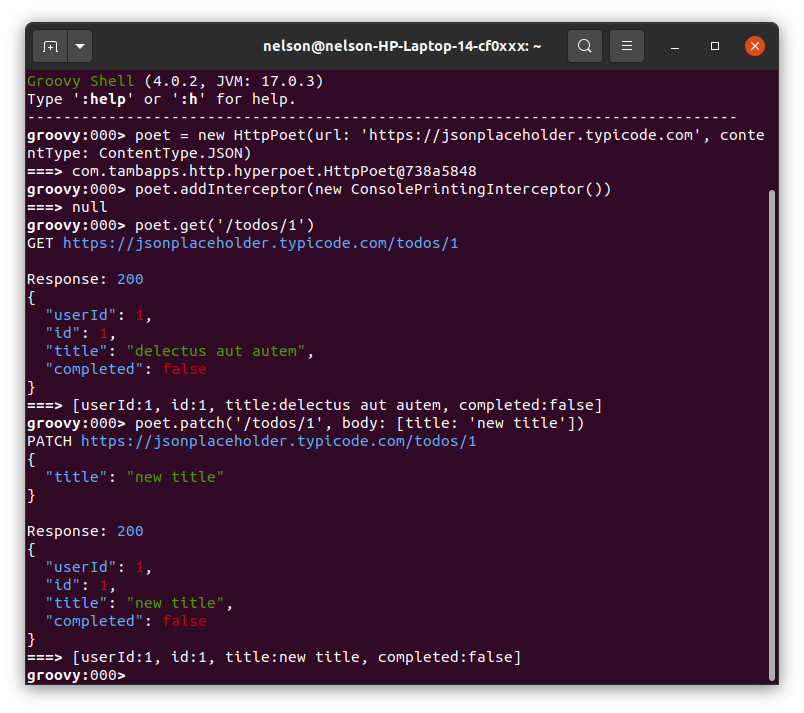 nelson@nelson-HP-Laptop-14-cf0xxx: ~
Groovy Shell (4.0.2, JVM: 17.0.3)
Type ':help' or ':h' for help.
-------------------------------------------------------------------------------
groovy:000> poet = new HttpPoet(url: 'https://jsonplaceholder.typicode.com', conte
ntType: ContentType.JSON)
===> com.tambapps.http.hyperpoet.HttpPoet@738a5848
groovy:000> poet.addInterceptor(new ConsolePrintingInterceptor())
===> null
groovy:000> poet.get('/todos/1')
GET https://jsonplaceholder.typicode.com/todos/1

Response: 200
{
  "userId": 1,
  "id": 1,
  "title": "delectus aut autem",
  "completed": false
}
===> [userId:1, id:1, title:delectus aut autem, completed:false]
groovy:000> poet.patch('/todos/1', body: [title: 'new title'])
PATCH https://jsonplaceholder.typicode.com/todos/1
{
  "title": "new title"
}

Response: 200
{
  "userId": 1,
  "id": 1,
  "title": "new title",
  "completed": false
}
===> [userId:1, id:1, title:new title, completed:false]
groovy:000>